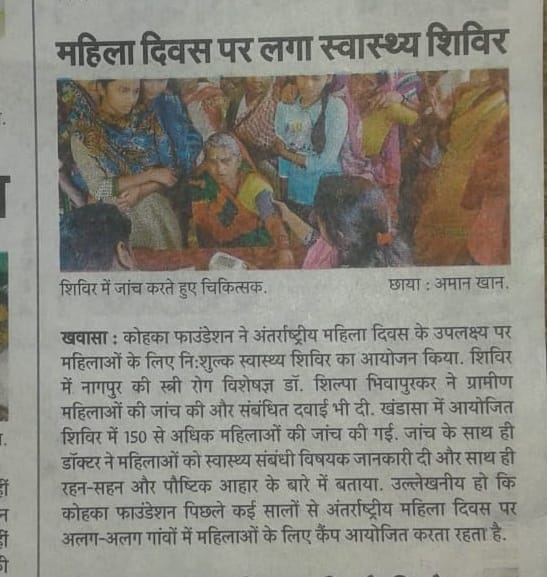 महिला दिवस पर लगा स्वास्थ्य शिविर
शिविर में जांच करते हुए चिकित्सक. छाया : अमान खान.
खवासा : कोहका फाउंडेशन ने अंतर्राष्ट्रीय महिला दिवस के उपलक्ष्य पर
महिलाओं के लिए नि:शुल्क स्वास्थ्य शिविर का आयोजन किया. शिविर
में नागपुर की स्त्री रोग विशेषज्ञ डॉ. शिल्पा भिवापुरकर ने ग्रामीण
महिलाओं की जांच की और संबंधित दवाई भी दी. खंडासा में आयोजित
शिविर में 150 से अधिक महिलाओं की जांच की गई. जांच के साथ ही
डॉक्टर ने महिलाओं को स्वास्थ्य संबंधी विषयक जानकारी दी और साथ ही
रहन-सहन और पौष्टिक आहार के बारे में बताया. उल्लेखनीय हो कि
कोहका फाउंडेशन पिछले कई सालों से अंतर्राष्ट्रीय महिला दिवस पर
अलग-अलग गांवों में महिलाओं के लिए कैंप आयोजित करता रहता है.